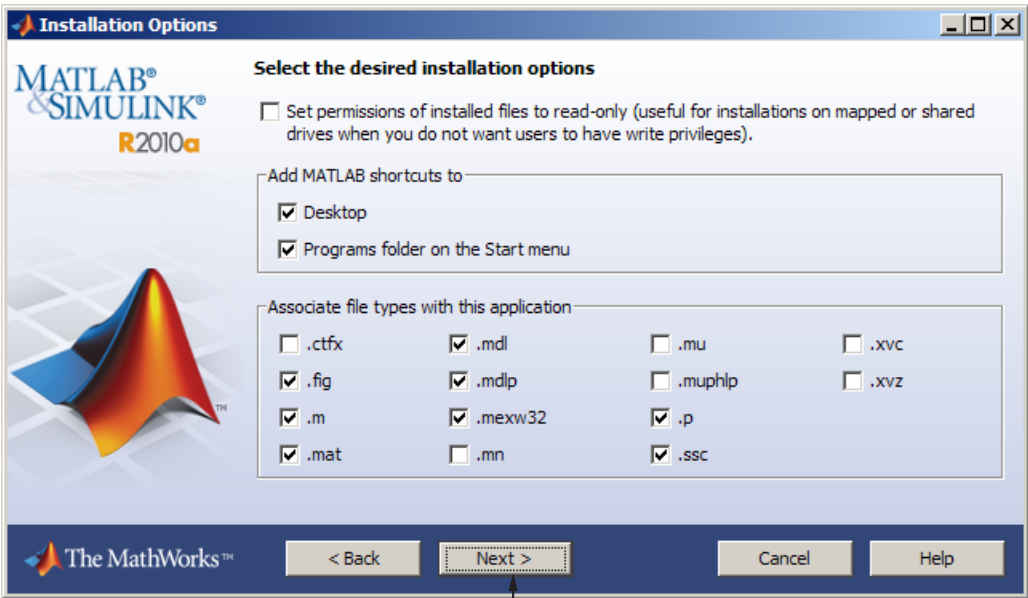 Installation Options
MATLAB®
&SIMULINK®
R2010a
TM
Select the desired installation options
Set permissions of installed files to read-only (useful for installations on mapped or shared
drives when you do not want users to have write privileges).
Add MATLAB shortcuts to
Desktop
Programs folder on the Start menu
Associate file types with this application
.ctfx .mdl .mu .xvc
.fig .mdlp .muphlp .xvz
.m .mexw32 .p
.mat .mn .ssc
The MathWorks™ < Back Next > Cancel Help